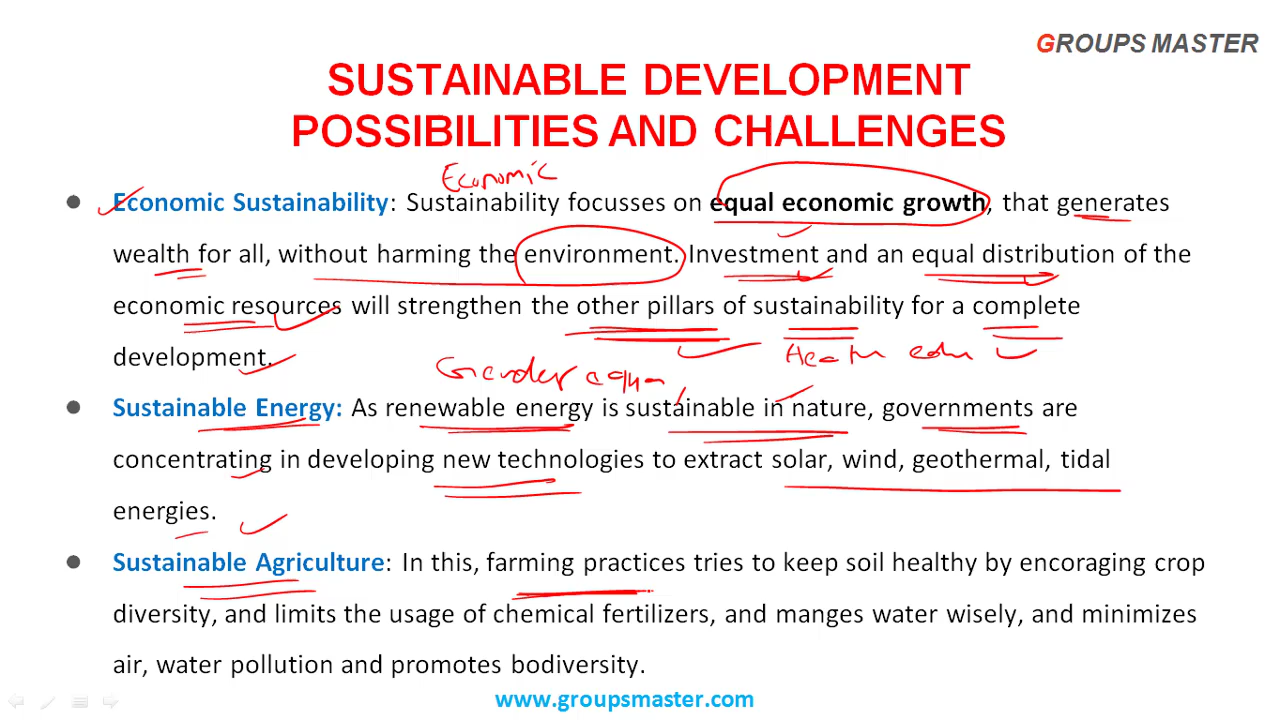 GROUPS MASTER
SUSTAINABLE DEVELOPMENT
POSSIBILITIES AND CHALLENGES
Economic
Economic Sustainability: Sustainability focusses on equal economic growth, that generates
wealth for all, without harming the environment. Investment and an equal distribution of the
economic resources will strengthen the other pillars of sustainability for a complete
development.
Health
Gender
Sustainable Energy: As renewable energy is sustainable in nature, governments are
concentrating in developing new technologies to extract solar, wind, geothermal, tidal
energies.
Sustainable Agriculture: In this, farming practices tries to keep soil healthy by encoraging crop
diversity, and limits the usage of chemical fertilizers, and manges water wisely, and minimizes
air, water pollution and promotes bodiversity.
www.groupsmaster.com